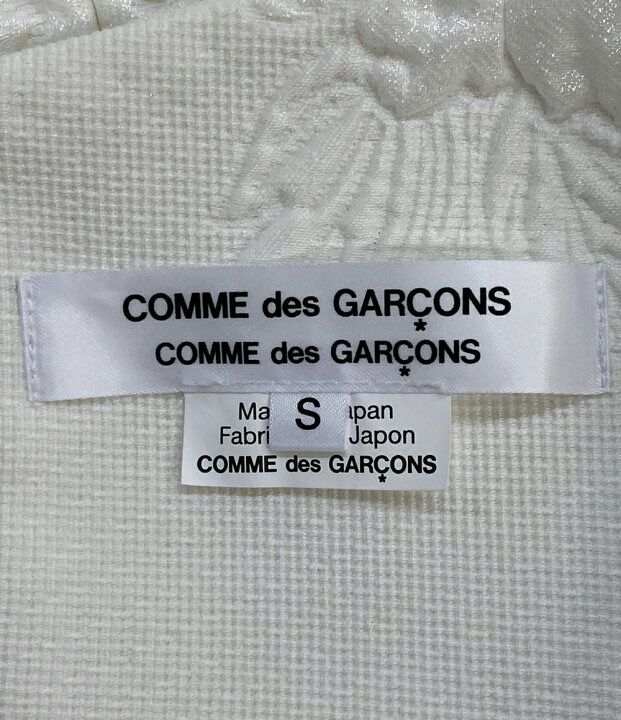 COMME des GARÇONS
*
COMME des GARÇONS
*
S
Ma apan
Fabri Japon
COMME des GARÇONS
*